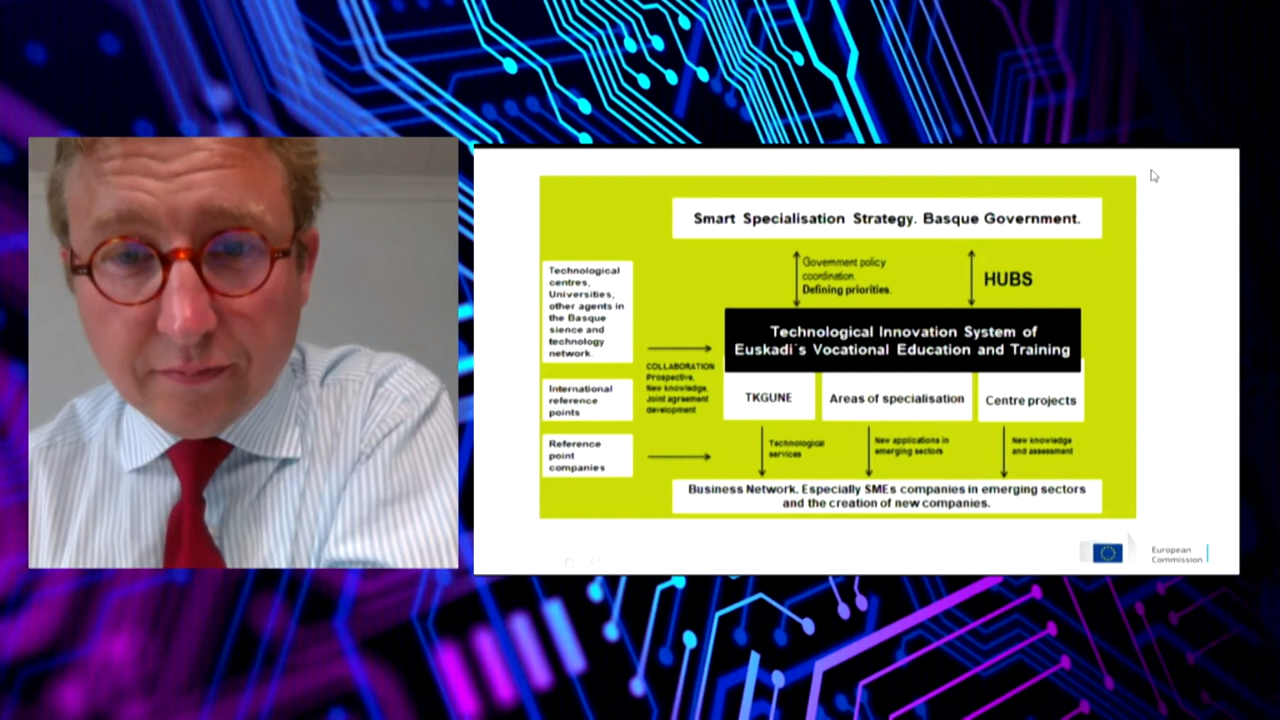 Smart Specialisation Strategy. Basque Government.
Government policy
coordination.
Defining priorities.
HUBS
Technological
centres,
Universities,
other agents in
the Basque
sience and
technology
network.
Technological Innovation System of
Euskadi´s Vocational Education and Training
COLLABORATION
Prospective,
New knowledge,
Joint agreement
development
International
reference
points
TKGUNE
Areas of specialisation
Centre projects
Reference
point
companies
Technological
services
New applications in
emerging sectors
New knowledge
and assessment
Business Network. Especially SMEs companies in emerging sectors
and the creation of new companies.
European
Commission